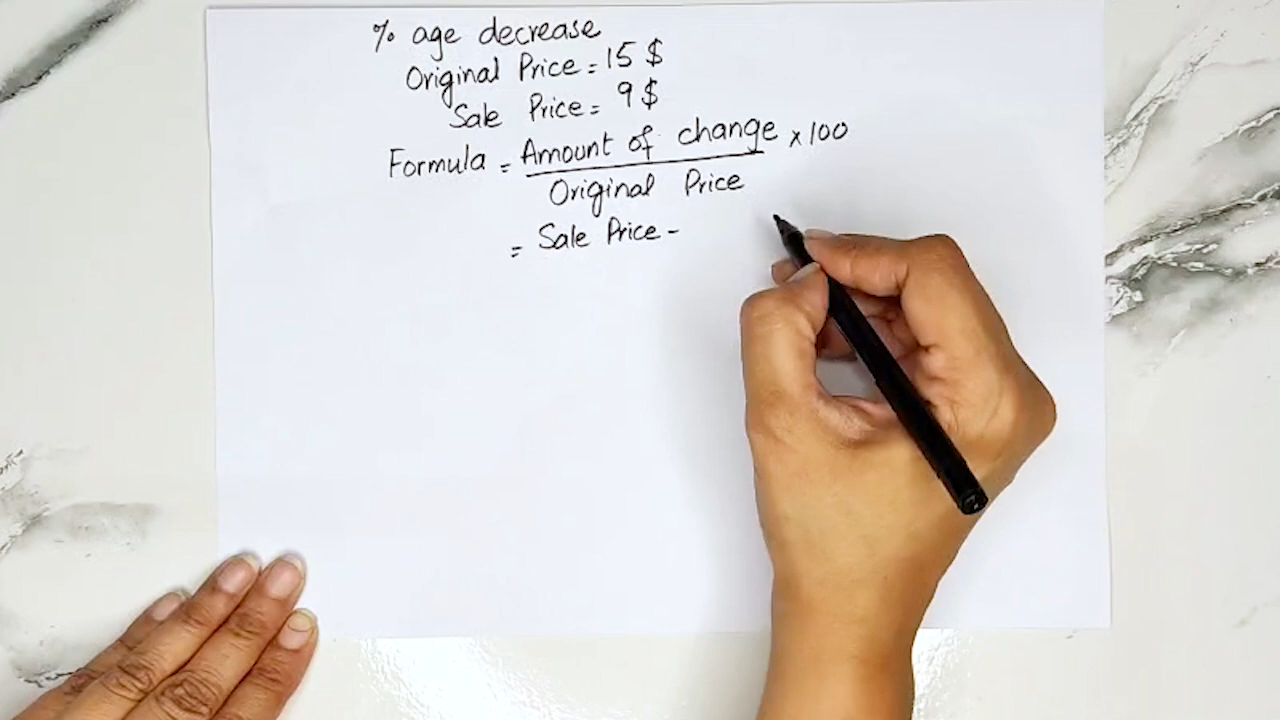 % age decrease
Original Price = 15 $
Sale Price = 9 $
Formula = Amount of change x 100
Original Price
= Sale Price -